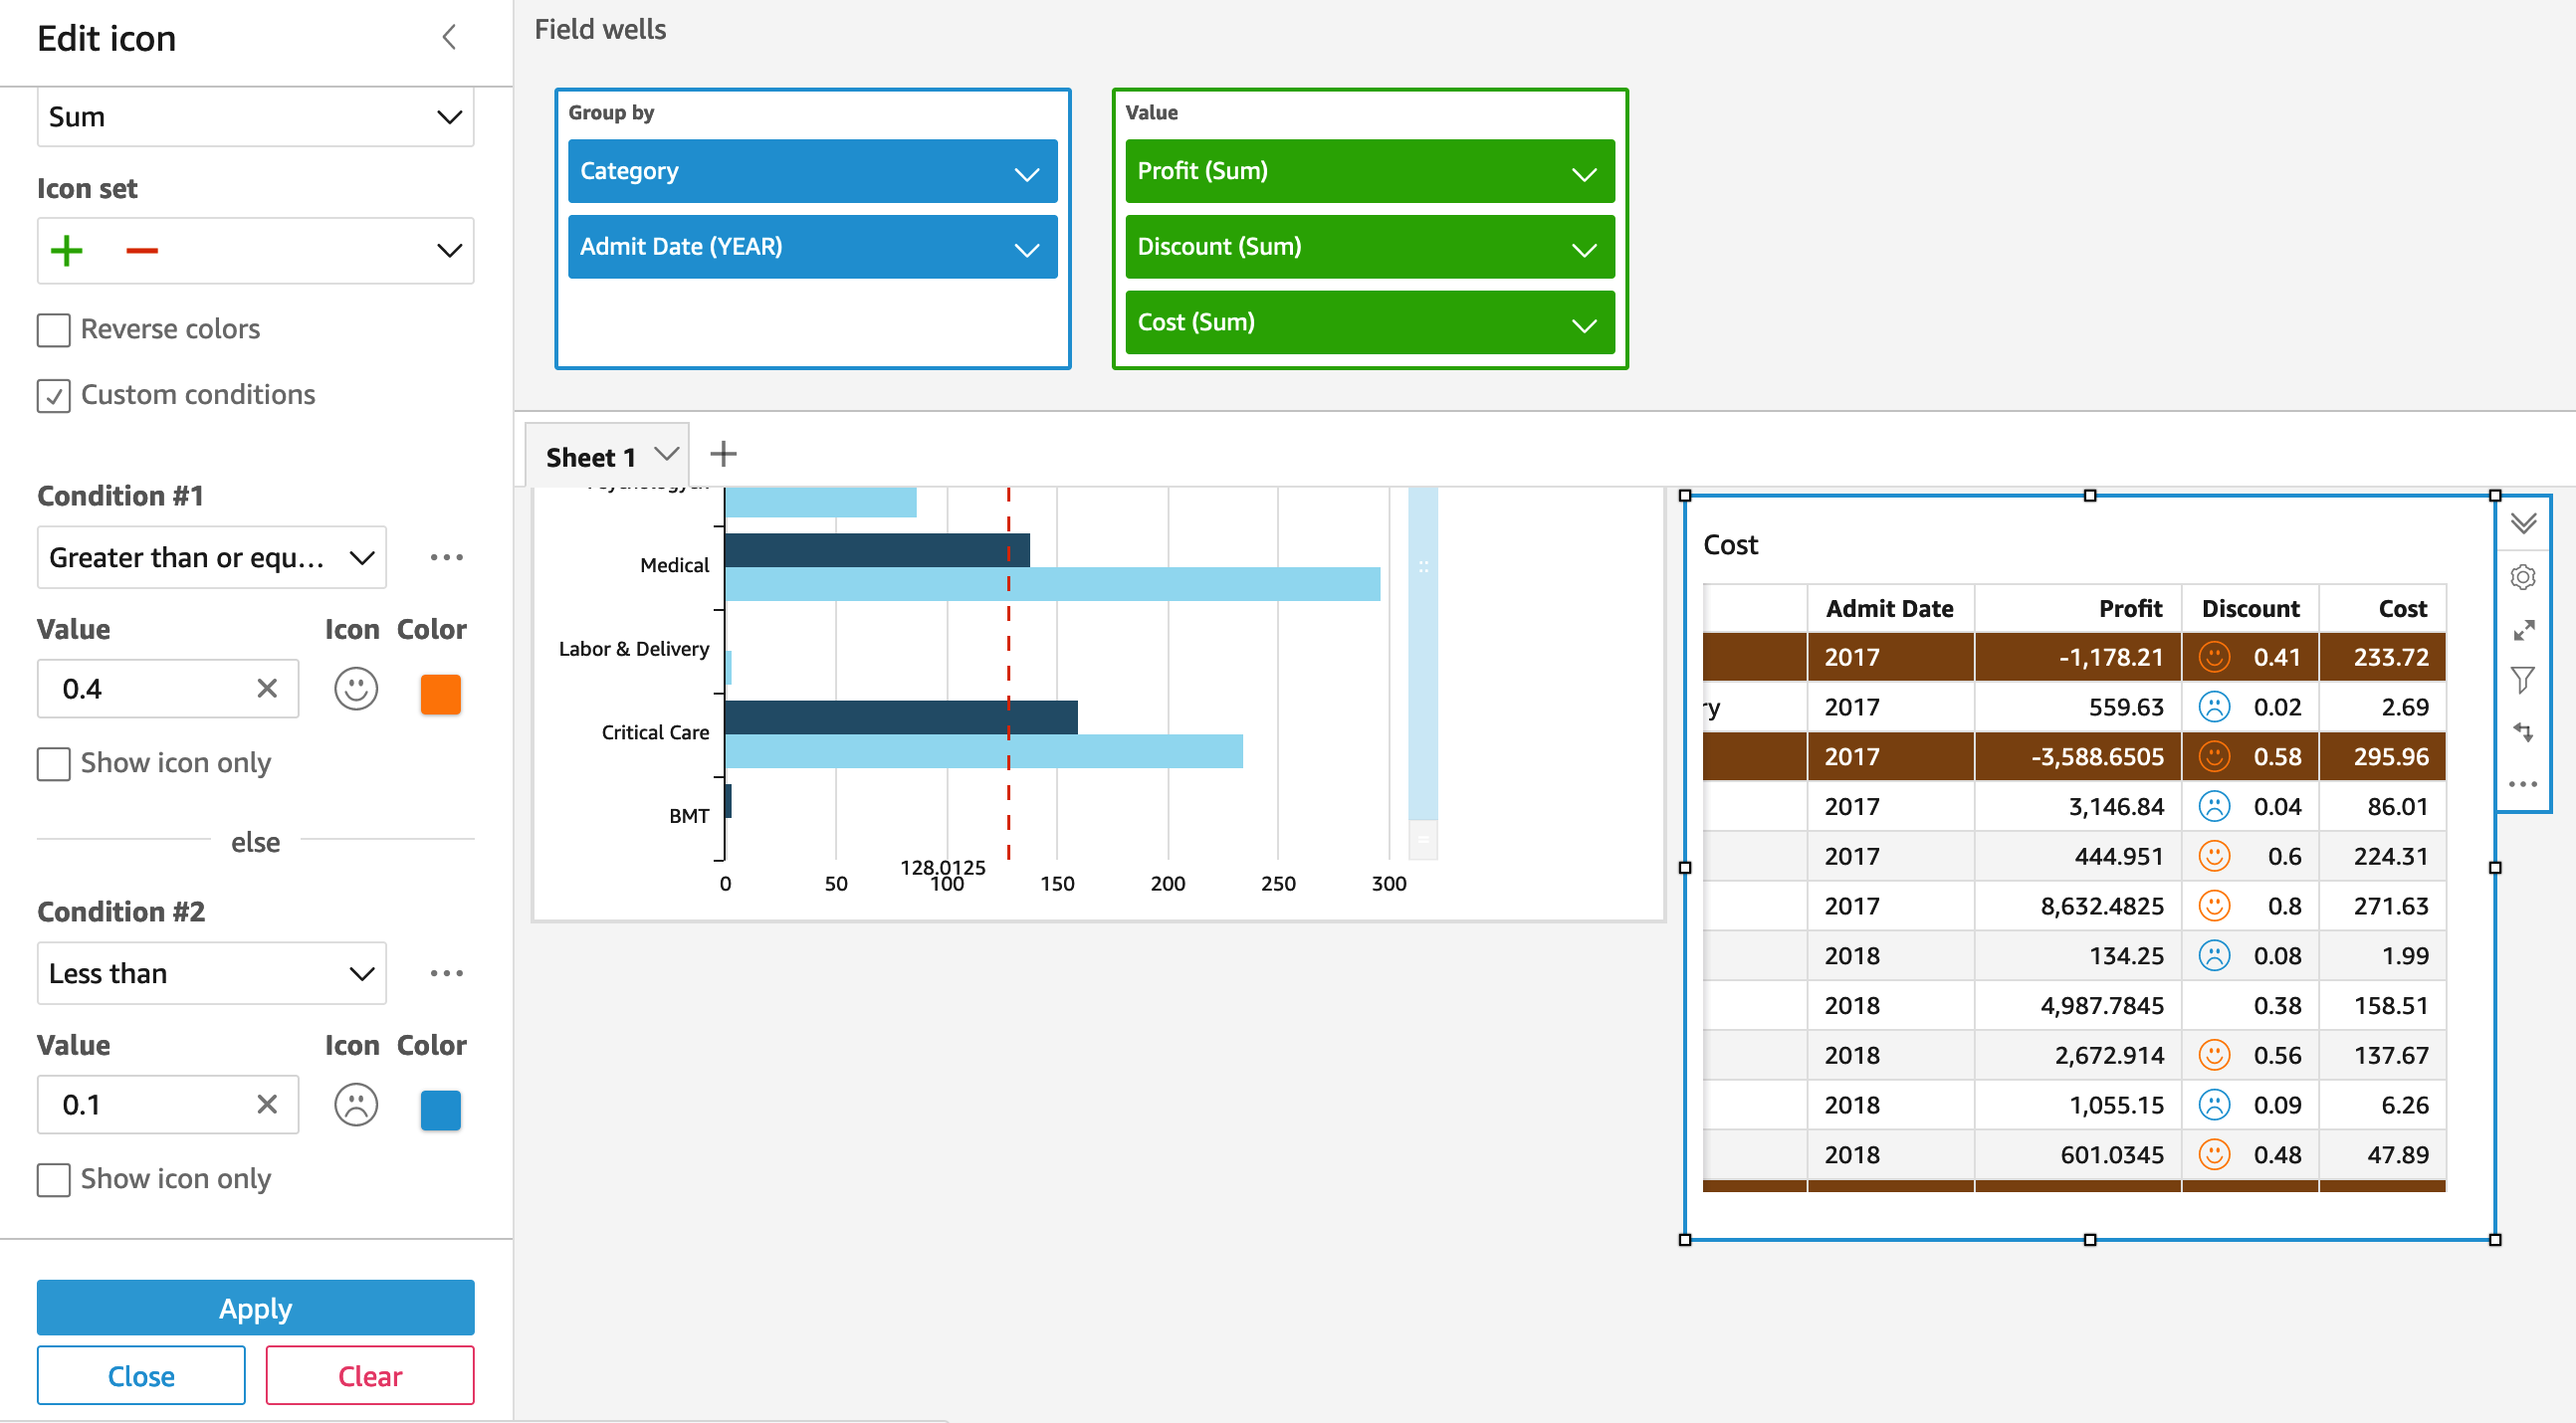 Edit icon
Sum
Icon set
Reverse colors
Custom conditions
Condition #1
Greater than or equ...
Value Icon Color
0.4
Show icon only
else
Condition #2
Less than
Value Icon Color
0.1
Show icon only
Apply
Close Clear
Field wells
Group by
Category
Admit Date (YEAR)
Value
Profit (Sum)
Discount (Sum)
Cost (Sum)
Sheet 1
Medical
Labor & Delivery
Critical Care
BMT
128.0125
0 50 100 150 200 250 300
Cost
Admit Date Profit Discount Cost
2017 -1,178.21 0.41 233.72
ry 2017 559.63 0.02 2.69
2017 -3,588.6505 0.58 295.96
2017 3,146.84 0.04 86.01
2017 444.951 0.6 224.31
2017 8,632.4825 0.8 271.63
2018 134.25 0.08 1.99
2018 4,987.7845 0.38 158.51
2018 2,672.914 0.56 137.67
2018 1,055.15 0.09 6.26
2018 601.0345 0.48 47.89